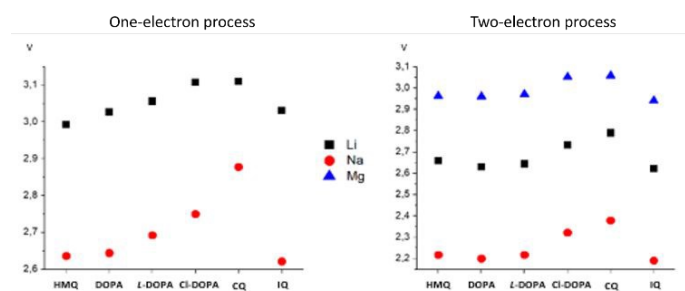 One-electron process
Two-electron process
V
3,1
3,0
2,9
2,8
2,7
2,6
HMQ DOPA L-DOPA Cl-DOPA CQ IQ
Li
Na
Mg
V
3,1
3,0
2,9
2,8
2,7
2,6
2,5
2,4
2,3
2,2
HMQ DOPA L-DOPA Cl-DOPA CQ IQ